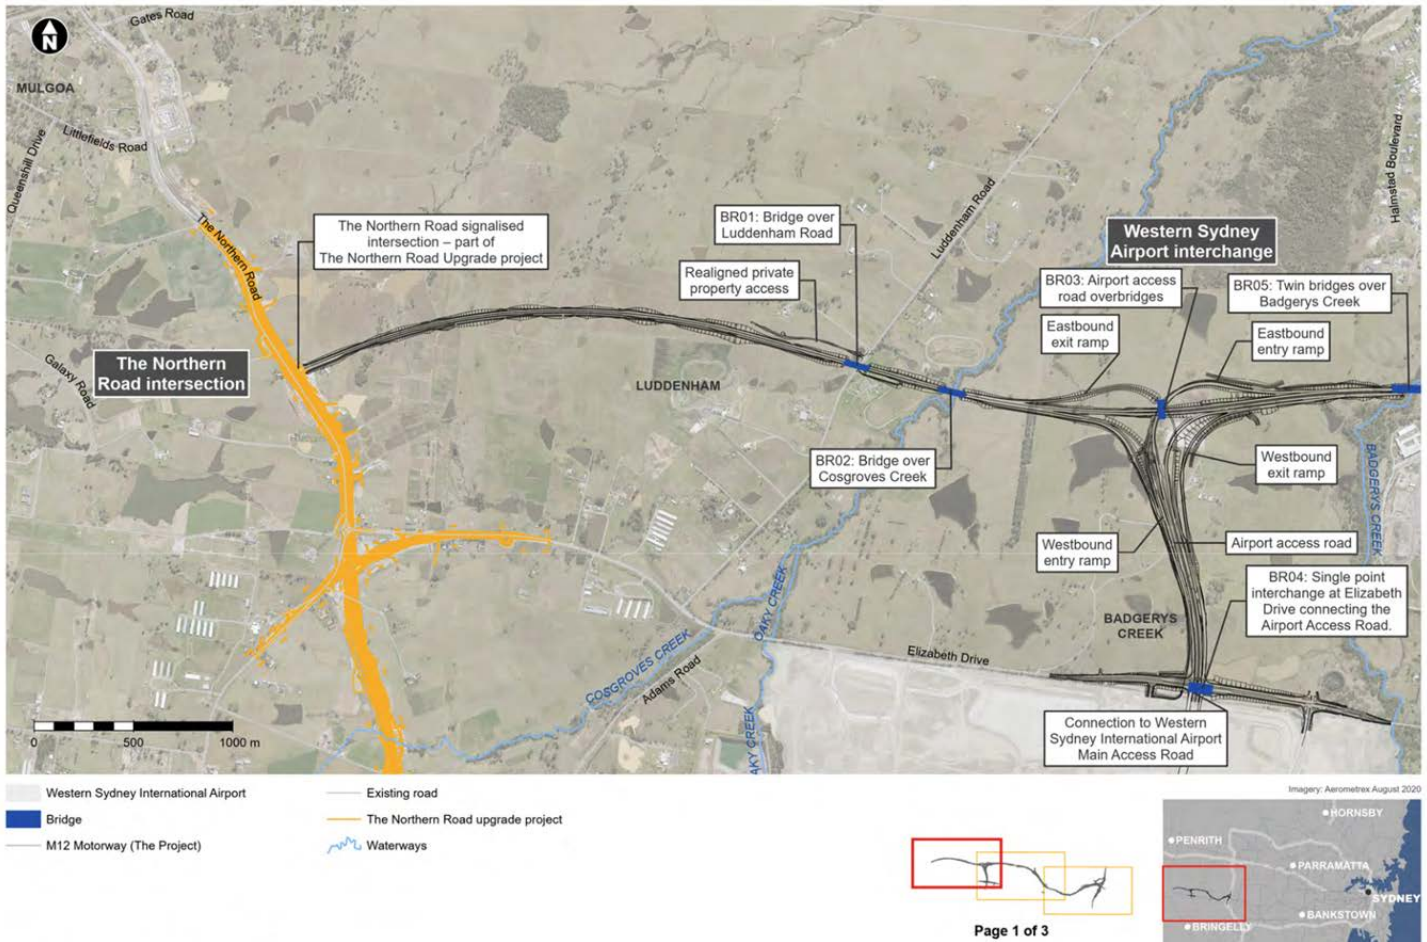 Gates Road
N
MULGOA
Littlefields Road
Queenshill Drive
Halmstad Boulevard
The Northern Road
Luddenham Road
The Northern Road signalised
intersection – part of
The Northern Road Upgrade project
BR01: Bridge over
Luddenham Road
Western Sydney
Airport interchange
Realigned private
property access
BR03: Airport access
road overbridges
BR05: Twin bridges over
Badgerys Creek
Eastbound
exit ramp
Eastbound
entry ramp
The Northern
Road intersection
Galaxy Road
LUDDENHAM
BR02: Bridge over
Cosgroves Creek
Westbound
exit ramp
BADGERYS CREEK
Westbound
entry ramp
Airport access road
BR04: Single point
interchange at Elizabeth
Drive connecting the
Airport Access Road.
BADGERYS
CREEK
OAKY CREEK
COSGROVES CREEK
Adams Road
Elizabeth Drive
AKY CREEK
Connection to Western
Sydney International Airport
Main Access Road
0 500 1000 m
Imagery: Aerometrex August 2020
Western Sydney International Airport
Bridge
M12 Motorway (The Project)
Existing road
The Northern Road upgrade project
Waterways
Page 1 of 3
HORNSBY
PENRITH
PARRAMATTA
SYDNEY
BANKSTOWN
BRINGELLY